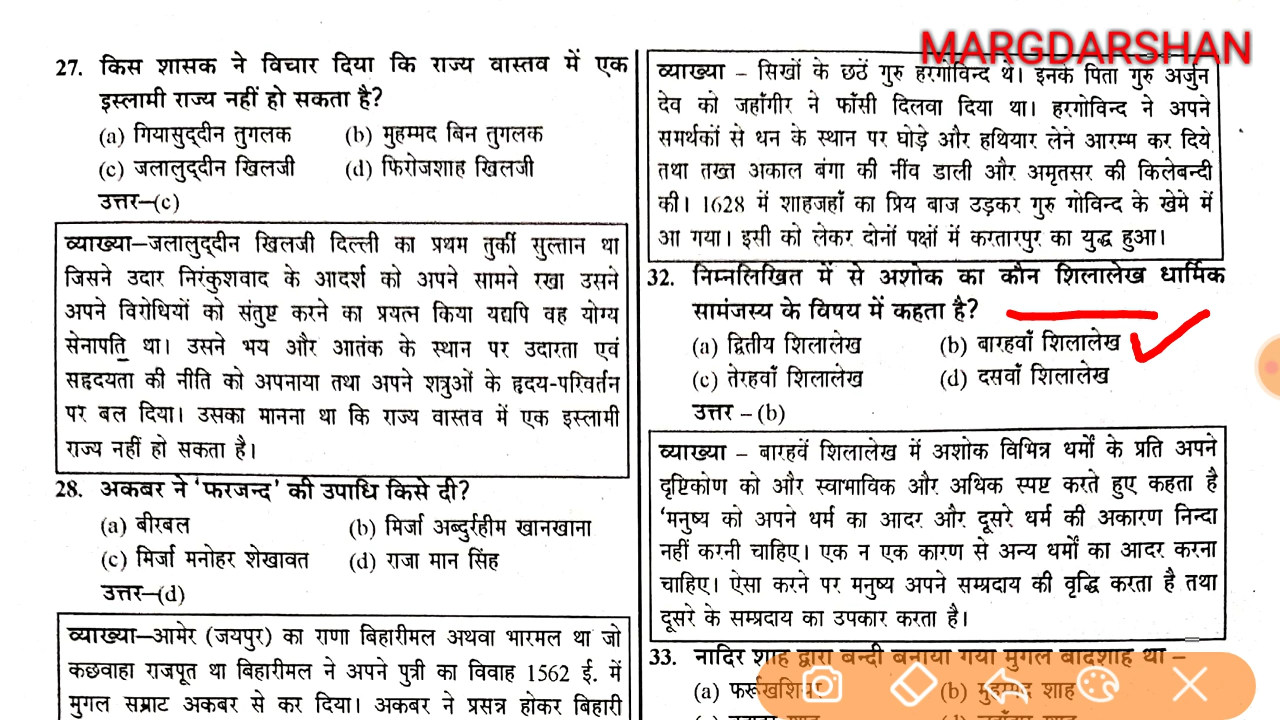 MARGDARSHAN
27. किस शासक ने विचार दिया कि राज्य वास्तव में एक
इस्लामी राज्य नहीं हो सकता है?
(a) गियासुद्‌दीन तुगलक (b) मुहम्मद बिन तुगलक
(c) जलालुद्‌दीन खिलजी (d) फिरोजशाह खिलजी
उत्तर–(c)
व्याख्या–जलालुद्‌दीन खिलजी दिल्ली का प्रथम तुर्की सुल्तान था
जिसने उदार निरंकुशवाद के आदर्श को अपने सामने रखा उसने
अपने विरोधियों को संतुष्ट करने का प्रयत्न किया यद्यपि वह योग्य
सेनापति था। उसने भय और आतंक के स्थान पर उदारता एवं
सहृदयता की नीति को अपनाया तथा अपने शत्रुओं के हृदय-परिवर्तन
पर बल दिया। उसका मानना था कि राज्य वास्तव में एक इस्लामी
राज्य नहीं हो सकता है।
28. अकबर ने 'फरजन्द' की उपाधि किसे दी?
(a) बीरबल (b) मिर्जा अब्दुर्रहीम खानखाना
(c) मिर्जा मनोहर शेखावत (d) राजा मान सिंह
उत्तर–(d)
व्याख्या–आमेर (जयपुर) का राणा बिहारीमल अथवा भारमल था जो
कछवाहा राजपूत था बिहारीमल ने अपने पुत्री का विवाह 1562 ई. में
मुगल सम्राट अकबर से कर दिया। अकबर ने प्रसन्न होकर बिहारी
व्याख्या – सिखों के छठें गुरु हरगोविन्द थे। इनके पिता गुरु अर्जुन
देव को जहाँगीर ने फाँसी दिलवा दिया था। हरगोविन्द ने अपने
समर्थकों से धन के स्थान पर घोड़े और हथियार लेने आरम्भ कर दिये
तथा तख्त अकाल बंगा की नींव डाली और अमृतसर की किलेबन्दी
की। 1628 में शाहजहाँ का प्रिय बाज उड़कर गुरु गोविन्द के खेमे में
आ गया। इसी को लेकर दोनों पक्षों में करतारपुर का युद्ध हुआ।
32. निम्नलिखित में से अशोक का कौन शिलालेख धार्मिक
सामंजस्य के विषय में कहता है?
(a) द्वितीय शिलालेख (b) बारहवाँ शिलालेख
(c) तेरहवाँ शिलालेख (d) दसवाँ शिलालेख
उत्तर – (b)
व्याख्या – बारहवें शिलालेख में अशोक विभिन्न धर्मों के प्रति अपने
दृष्टिकोण को और स्वाभाविक और अधिक स्पष्ट करते हुए कहता है
'मनुष्य को अपने धर्म का आदर और दूसरे धर्म की अकारण निन्दा
नहीं करनी चाहिए। एक न एक कारण से अन्य धर्मों का आदर करना
चाहिए। ऐसा करने पर मनुष्य अपने सम्प्रदाय की वृद्धि करता है तथा
दूसरे के सम्प्रदाय का उपकार करता है।
33. नादिर शाह द्वारा बन्दी बनाया गया मुगल बादशाह था –
(a) फर्रूखशियर (b) मुहम्मद शाह